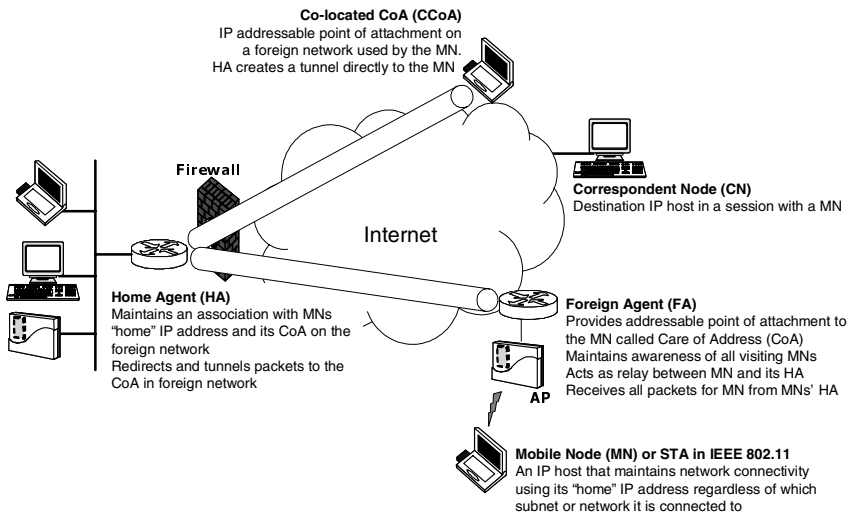 Co-located CoA (CCoA)
IP addressable point of attachment on
a foreign network used by the MN.
HA creates a tunnel directly to the MN
Firewall
Correspondent Node (CN)
Destination IP host in a session with a MN
Internet
Home Agent (HA)
Maintains an association with MNs
“home” IP address and its CoA on the
foreign network
Redirects and tunnels packets to the
CoA in foreign network
Foreign Agent (FA)
Provides addressable point of attachment to
the MN called Care of Address (CoA)
Maintains awareness of all visiting MNs
Acts as relay between MN and its HA
Receives all packets for MN from MNs’ HA
AP
Mobile Node (MN) or STA in IEEE 802.11
An IP host that maintains network connectivity
using its “home” IP address regardless of which
subnet or network it is connected to